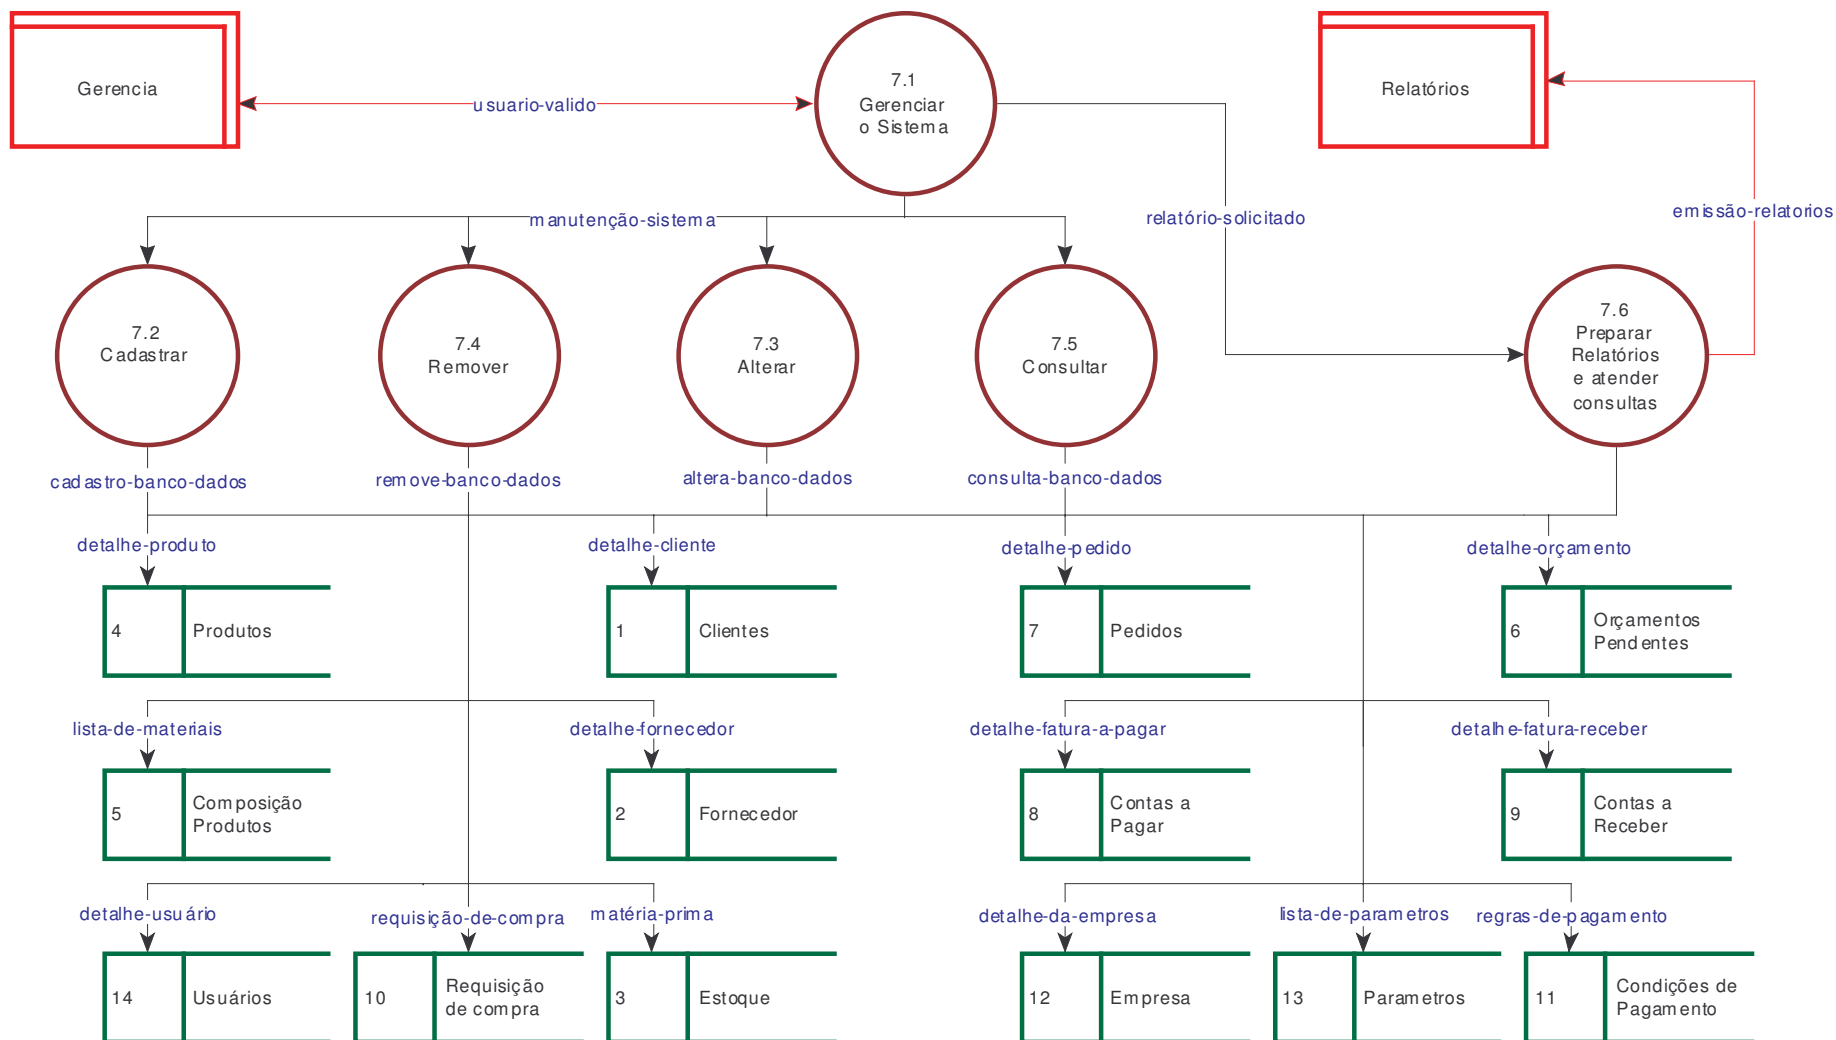 Gerencia
usuario-valido
7.1
Gerenciar
o Sistema
Relatórios
manutenção-sistema
relatório-solicitado
emissão-relatorios
7.2
Cadastrar
7.4
Remover
7.3
Alterar
7.5
Consultar
7.6
Preparar
Relatórios
e atender
consultas
cadastro-banco-dados
remove-banco-dados
altera-banco-dados
consulta-banco-dados
detalhe-produto
detalhe-cliente
detalhe-pedido
detalhe-orçamento
4
Produtos
1
Clientes
7
Pedidos
6
Orçamentos
Pendentes
lista-de-materiais
detalhe-fornecedor
detalhe-fatura-a-pagar
detalhe-fatura-receber
5
Composição
Produtos
2
Fornecedor
8
Contas a
Pagar
9
Contas a
Receber
detalhe-usuário
requisição-de-compra
matéria-prima
detalhe-da-empresa
lista-de-parametros
regras-de-pagamento
14
Usuários
10
Requisição
de compra
3
Estoque
12
Empresa
13
Parametros
11
Condições de
Pagamento